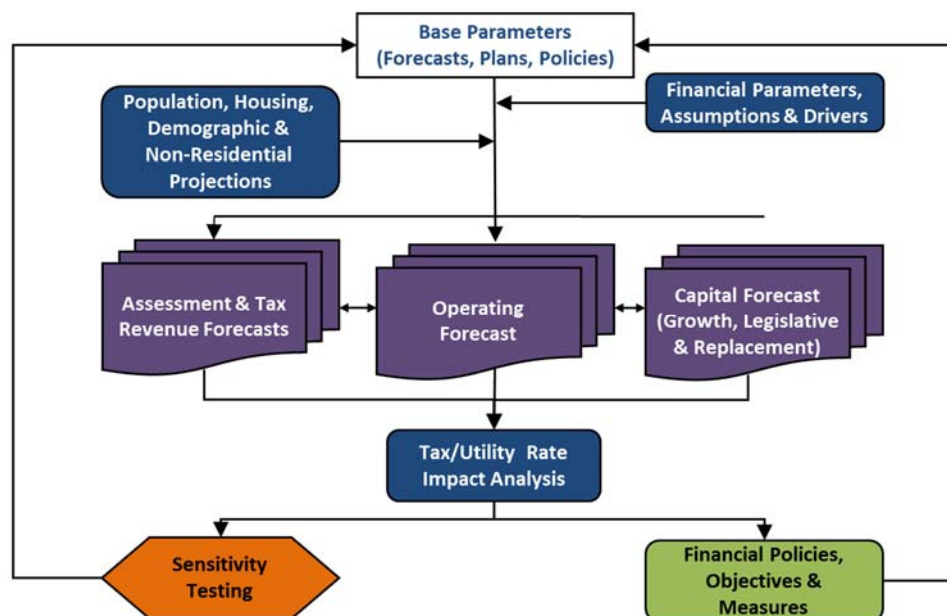 Base Parameters
(Forecasts, Plans, Policies)
Population, Housing,
Demographic &
Non-Residential
Projections
Financial Parameters,
Assumptions & Drivers
Assessment & Tax
Revenue Forecasts
Operating
Forecast
Capital Forecast
(Growth, Legislative
& Replacement)
Tax/Utility Rate
Impact Analysis
Sensitivity
Testing
Financial Policies,
Objectives &
Measures